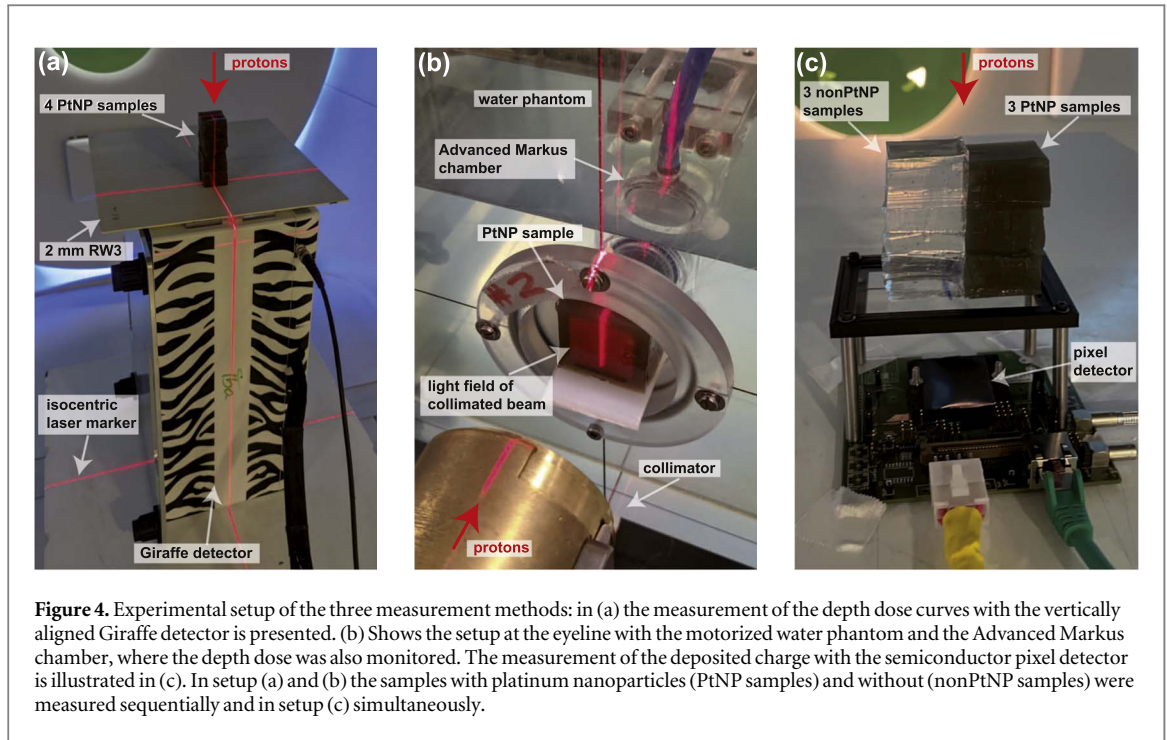 (a)
protons
4 PtNP samples
2 mm RW3
isocentric
laser marker
Giraffe detector
iba
(b)
water phantom
Advanced Markus
chamber
PtNP sample
#2
light field of
collimated beam
collimator
protons
(c)
protons
3 nonPtNP
samples
3 PtNP samples
pixel
detector
Figure 4. Experimental setup of the three measurement methods: in (a) the measurement of the depth dose curves with the vertically
aligned Giraffe detector is presented. (b) Shows the setup at the eyeline with the motorized water phantom and the Advanced Markus
chamber, where the depth dose was also monitored. The measurement of the deposited charge with the semiconductor pixel detector
is illustrated in (c). In setup (a) and (b) the samples with platinum nanoparticles (PtNP samples) and without (nonPtNP samples) were
measured sequentially and in setup (c) simultaneously.